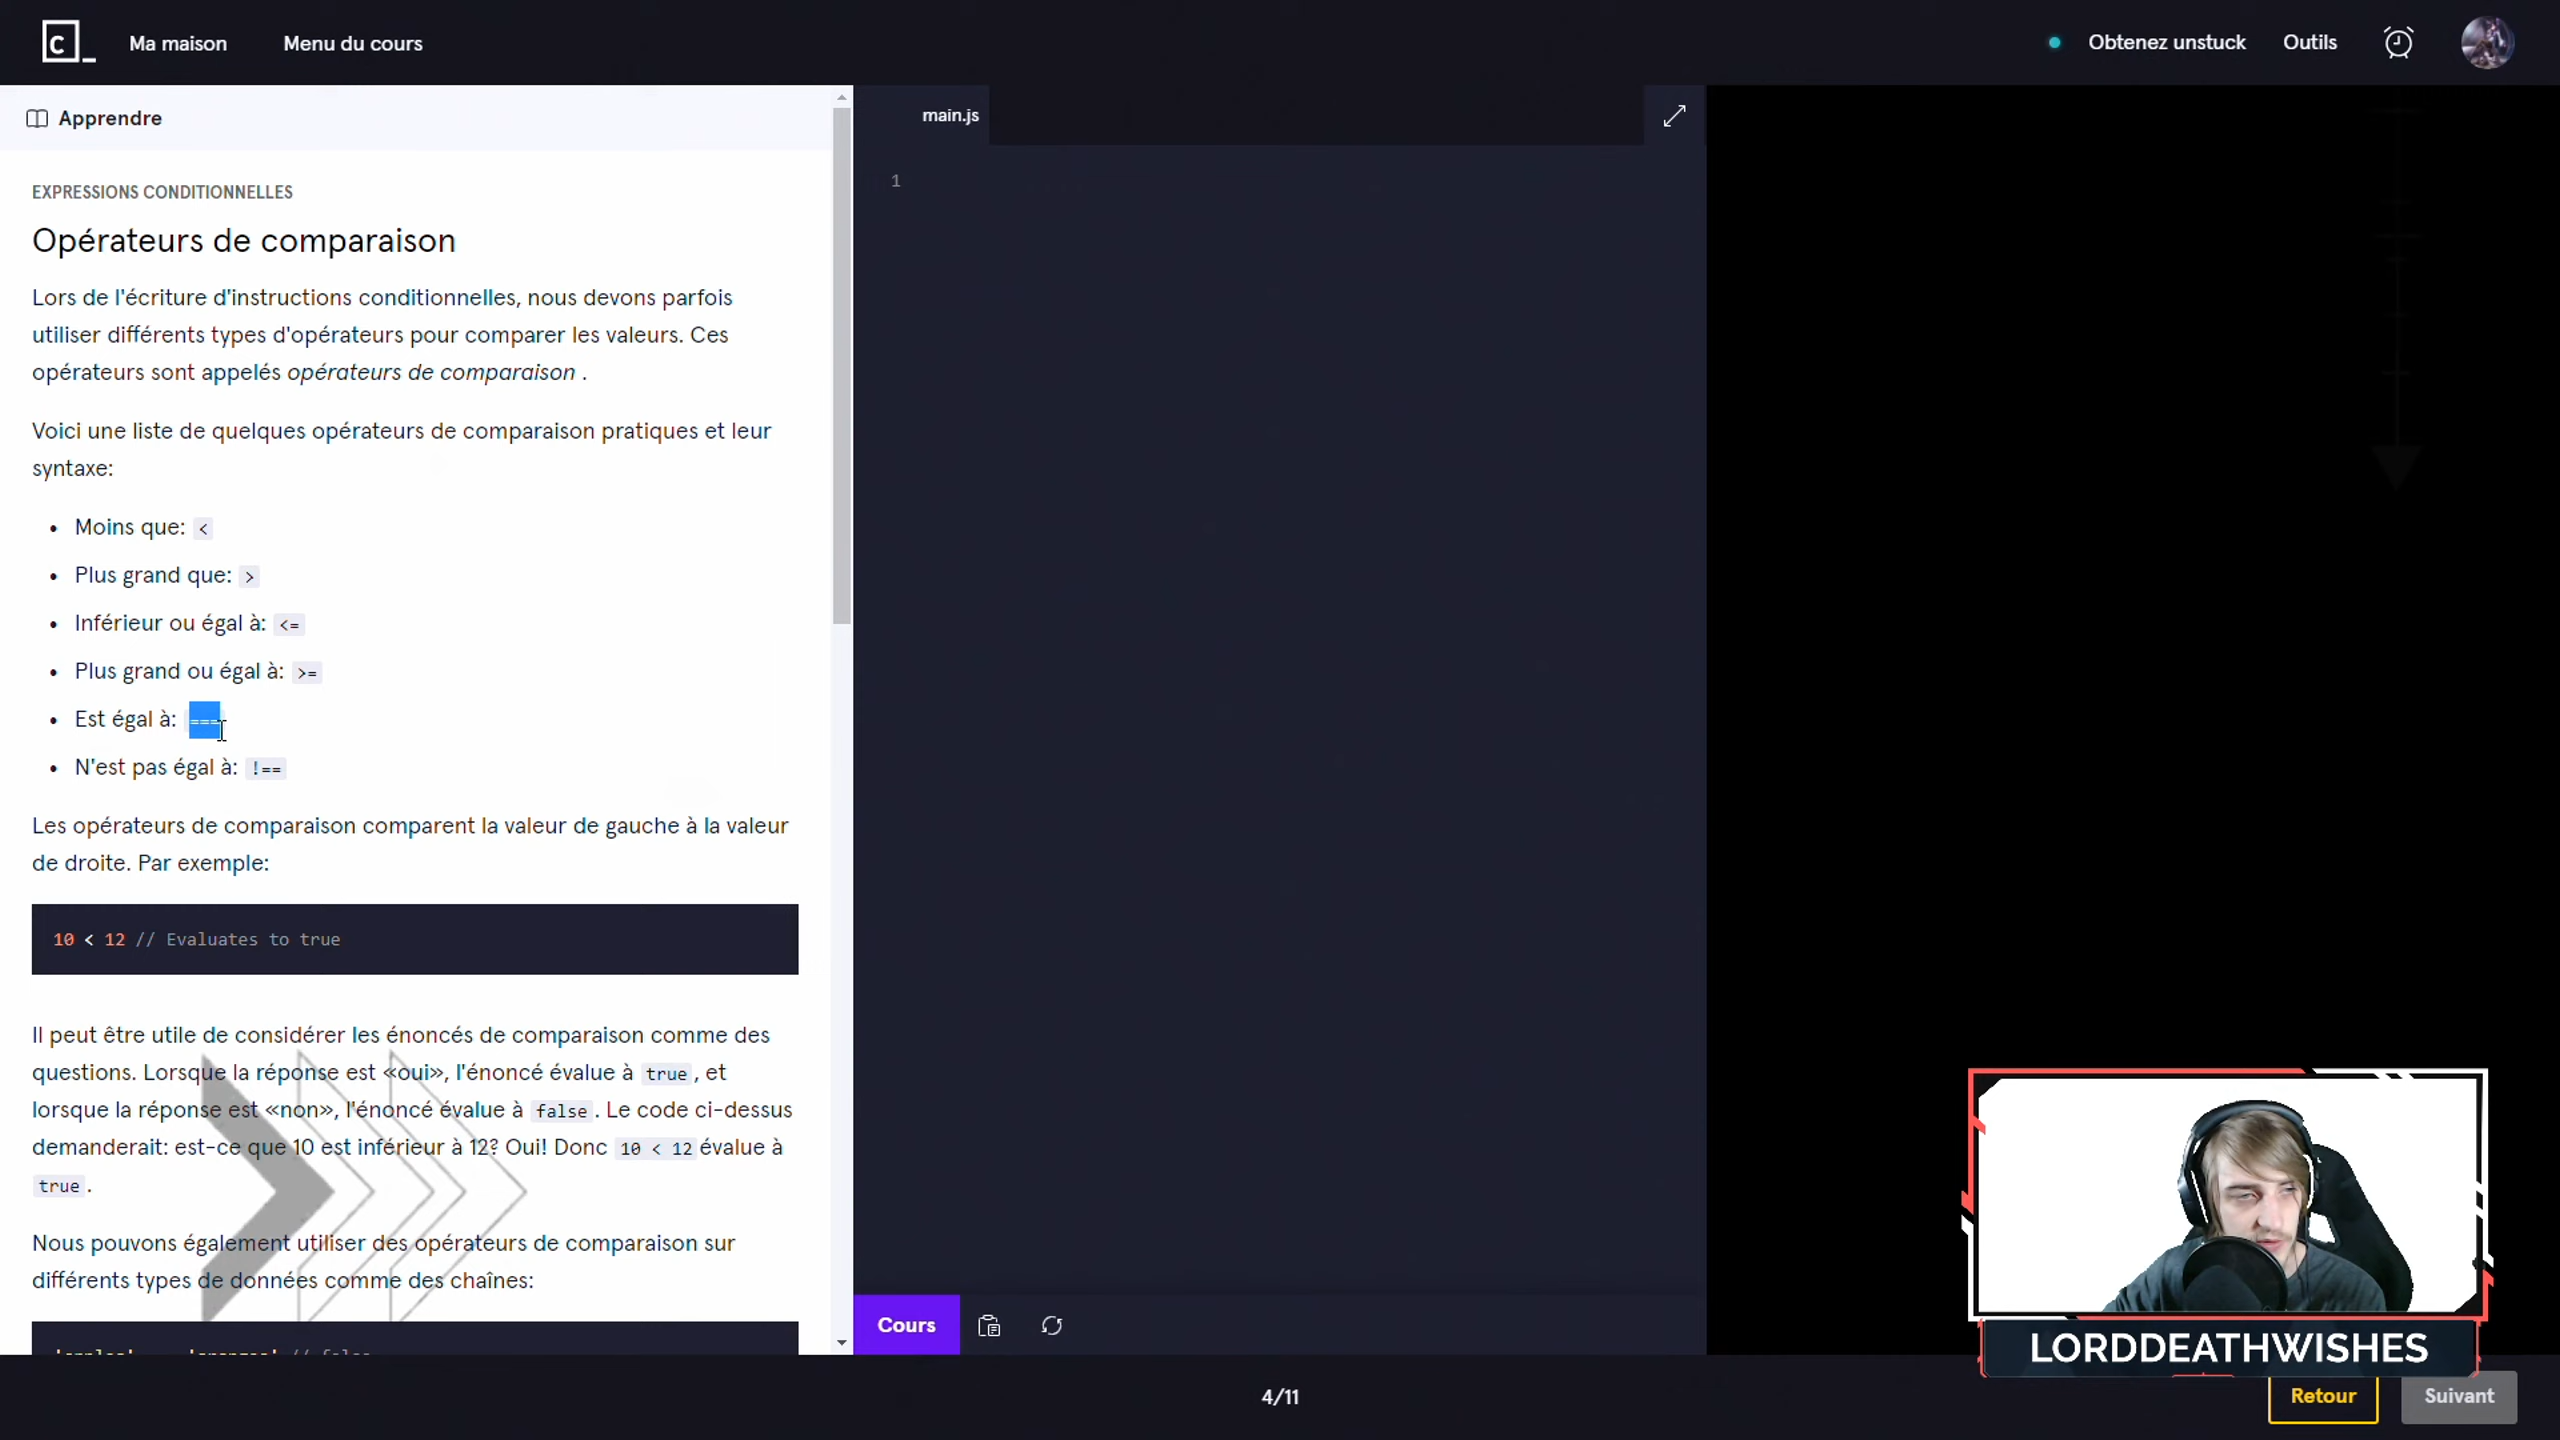 c_
Ma maison
Menu du cours
Obtenez unstuck
Outils
Apprendre
EXPRESSIONS CONDITIONNELLES
Opérateurs de comparaison
Lors de l'écriture d'instructions conditionnelles, nous devons parfois
utiliser différents types d'opérateurs pour comparer les valeurs. Ces
opérateurs sont appelés opérateurs de comparaison .
Voici une liste de quelques opérateurs de comparaison pratiques et leur
syntaxe:
• Moins que: <
• Plus grand que: >
• Inférieur ou égal à: <=
• Plus grand ou égal à: >=
• Est égal à: ===
• N'est pas égal à: !==
Les opérateurs de comparaison comparent la valeur de gauche à la valeur
de droite. Par exemple:
10 < 12 // Evaluates to true
Il peut être utile de considérer les énoncés de comparaison comme des
questions. Lorsque la réponse est «oui», l'énoncé évalue à true , et
lorsque la réponse est «non», l'énoncé évalue à false . Le code ci-dessus
demanderait: est-ce que 10 est inférieur à 12? Oui! Donc 10 < 12 évalue à
true .
Nous pouvons également utiliser des opérateurs de comparaison sur
différents types de données comme des chaînes:
main.js
1
Cours
LORDDEATHWISHES
4/11
Retour
Suivant